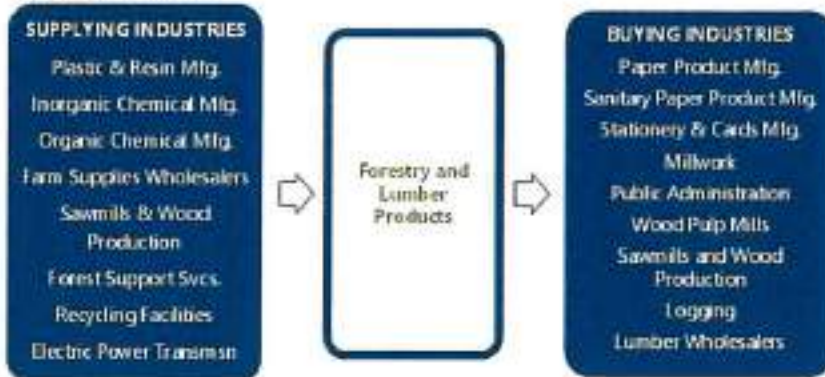 SUPPLYING INDUSTRIES
Plastic & Resin Mfg.
Inorganic Chemical Mfg.
Organic Chemical Mfg.
Farm Supplies Wholesalers
Sawmills & Wood
Production
Forest Support Svcs.
Recycling Facilities
Electric Power Transmsn
Forestry and
Lumber
Products
BUYING INDUSTRIES
Paper Product Mfg.
Sanitary Paper Product Mfg.
Stationery & Cards Mfg.
Millwork
Public Administration
Wood Pulp Mills
Sawmills and Wood
Production
Logging
Lumber Wholesalers